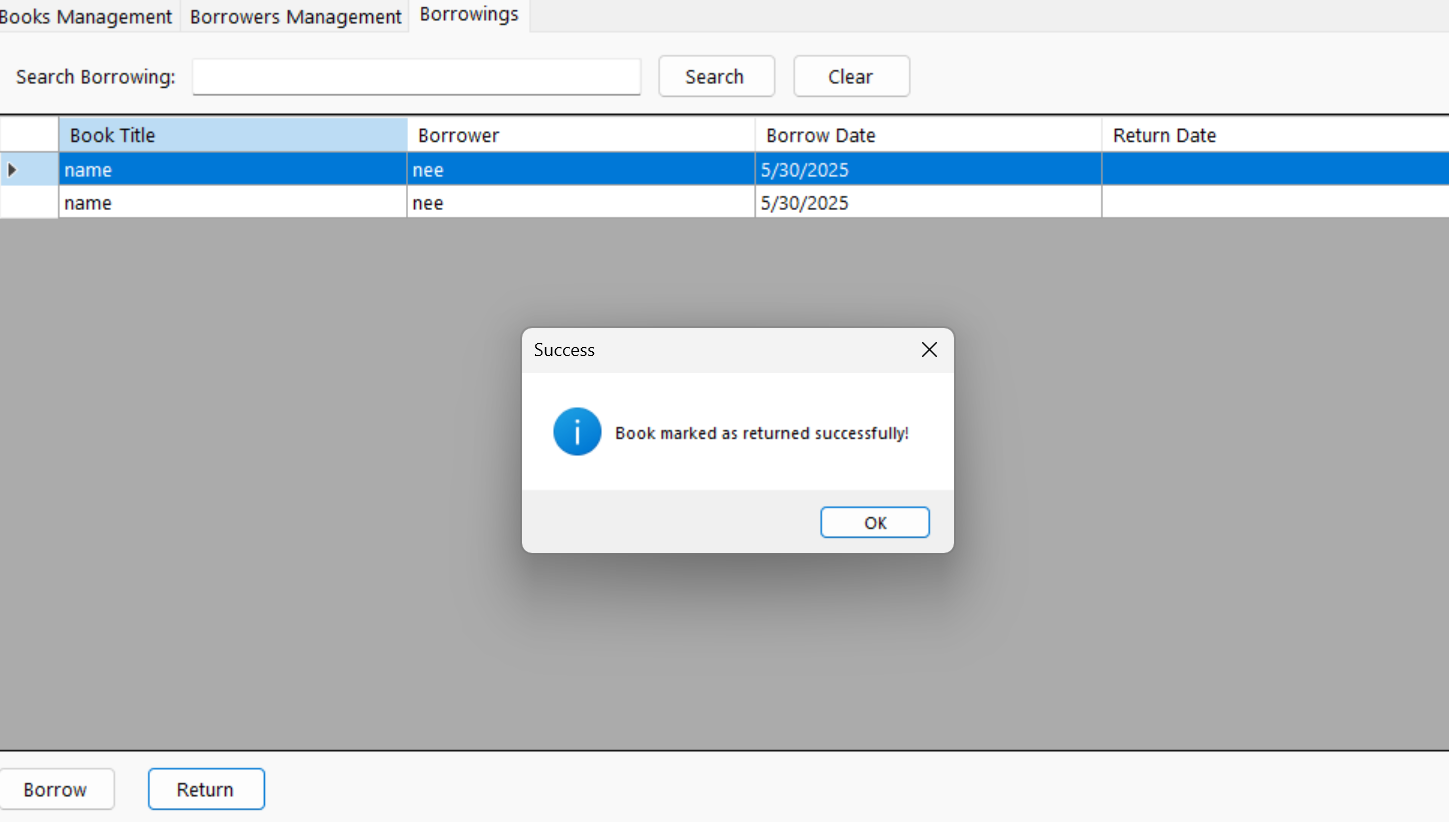 Books Management Borrowers Management Borrowings
Search Borrowing: Search Clear
Book Title Borrower Borrow Date Return Date
name nee 5/30/2025
name nee 5/30/2025
Success
Book marked as returned successfully!
OK
Borrow Return